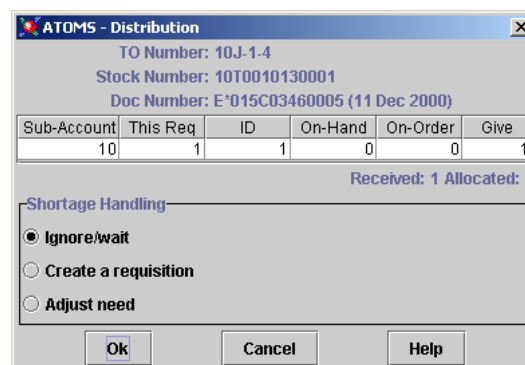 ATOMS - Distribution
TO Number: 10J-1-4
Stock Number: 10T0010130001
Doc Number: E*015C03460005 (11 Dec 2000)
Sub-Account This Req ID On-Hand On-Order Give
10 1 1 0 0 1
Received: 1 Allocated:
Shortage Handling
Ignore/wait
Create a requisition
Adjust need
Ok Cancel Help